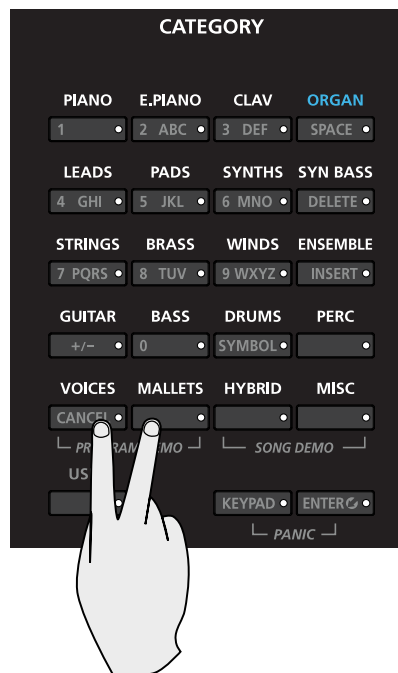 CATEGORY
PIANO E.PIANO CLAV ORGAN
1 2 ABC 3 DEF SPACE
LEADS PADS SYNTHS SYN BASS
4 GHI 5 JKL 6 MNO DELETE
STRINGS BRASS WINDS ENSEMBLE
7 PQRS 8 TUV 9 WXYZ INSERT
GUITAR BASS DRUMS PERC
+/− 0 SYMBOL
VOICES MALLETS HYBRID MISC
CANCEL
SONG DEMO
KEYPAD ENTER
PANIC